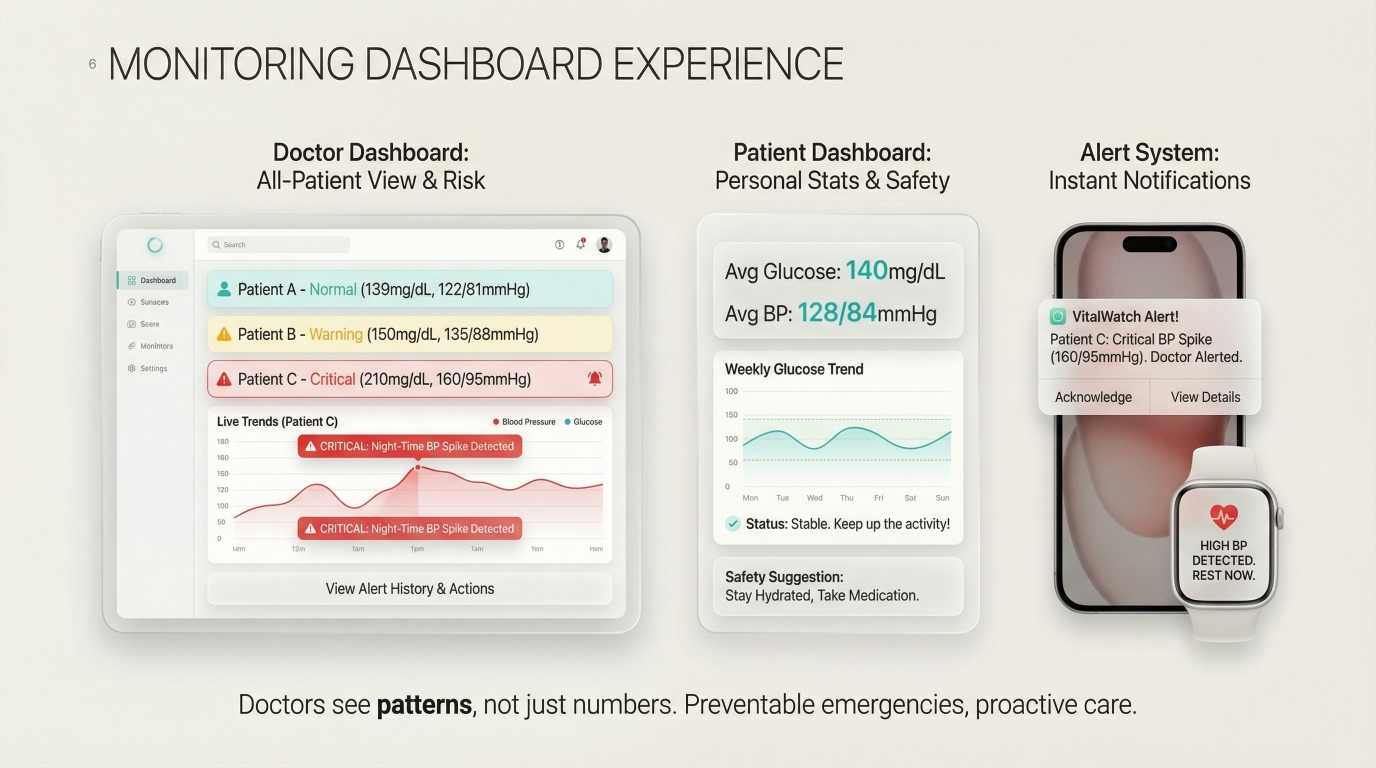 6
MONITORING DASHBOARD EXPERIENCE
Doctor Dashboard:
All-Patient View & Risk
Search
Dashboard
Sunacms
Seere
Monintors
Settings
Patient A - Normal (139mg/dL, 122/81mmHg)
Patient B - Warning (150mg/dL, 135/88mmHg)
Patient C - Critical (210mg/dL, 160/95mmHg)
Live Trends (Patient C)
Blood Pressure
Glucose
180
160
150
120
100
50
0
CRITICAL: Night-Time BP Spike Detected
CRITICAL: Night-Time BP Spike Detected
12m
1am
1pm
View Alert History & Actions
Patient Dashboard:
Personal Stats & Safety
Avg Glucose: 140mg/dL
Avg BP: 128/84mmHg
Weekly Glucose Trend
100
150
100
50
0
Mon Tue Wed Thu Fri Sat Sun
Status: Stable. Keep up the activity!
Safety Suggestion:
Stay Hydrated, Take Medication.
Alert System:
Instant Notifications
VitalWatch Alert!
Patient C: Critical BP Spike
(160/95mmHg). Doctor Alerted.
Acknowledge
View Details
HIGH BP
DETECTED.
REST NOW.
Doctors see patterns, not just numbers. Preventable emergencies, proactive care.